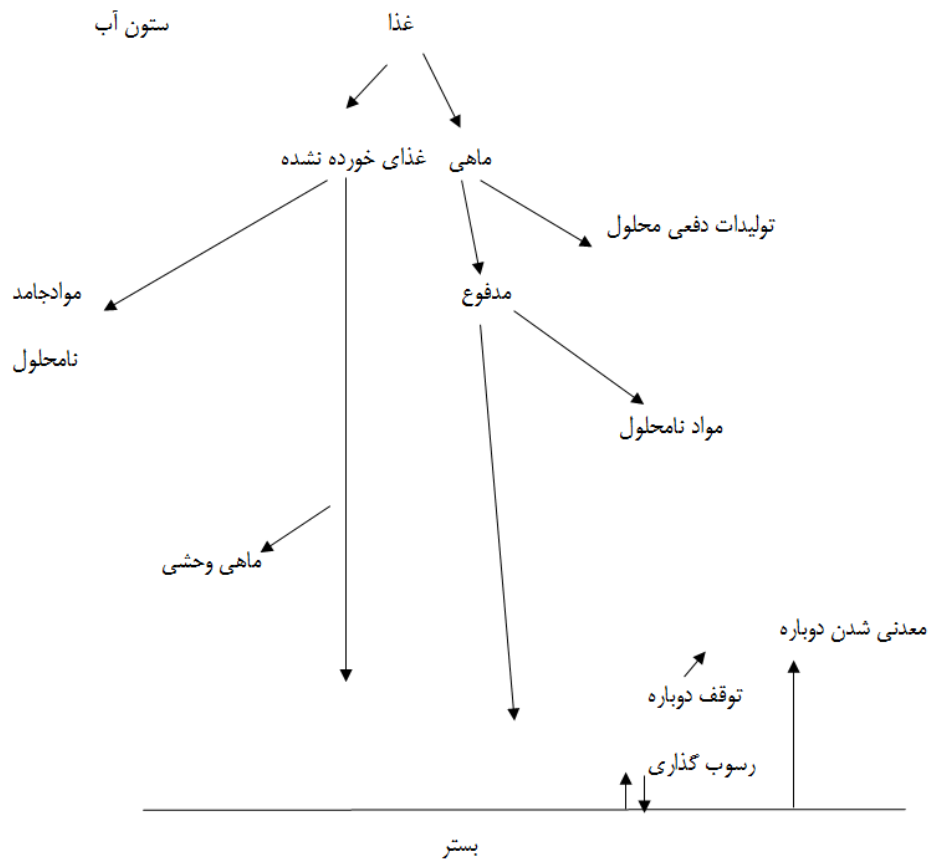 غذا
ستون آب
ماهی
غذای خورده نشده
تولیدات دفعی محلول
مدفوع
موادجامد
نامحلول
مواد نامحلول
ماهی وحشی
معدنی شدن دوباره
توقف دوباره
رسوب گذاری
بستر